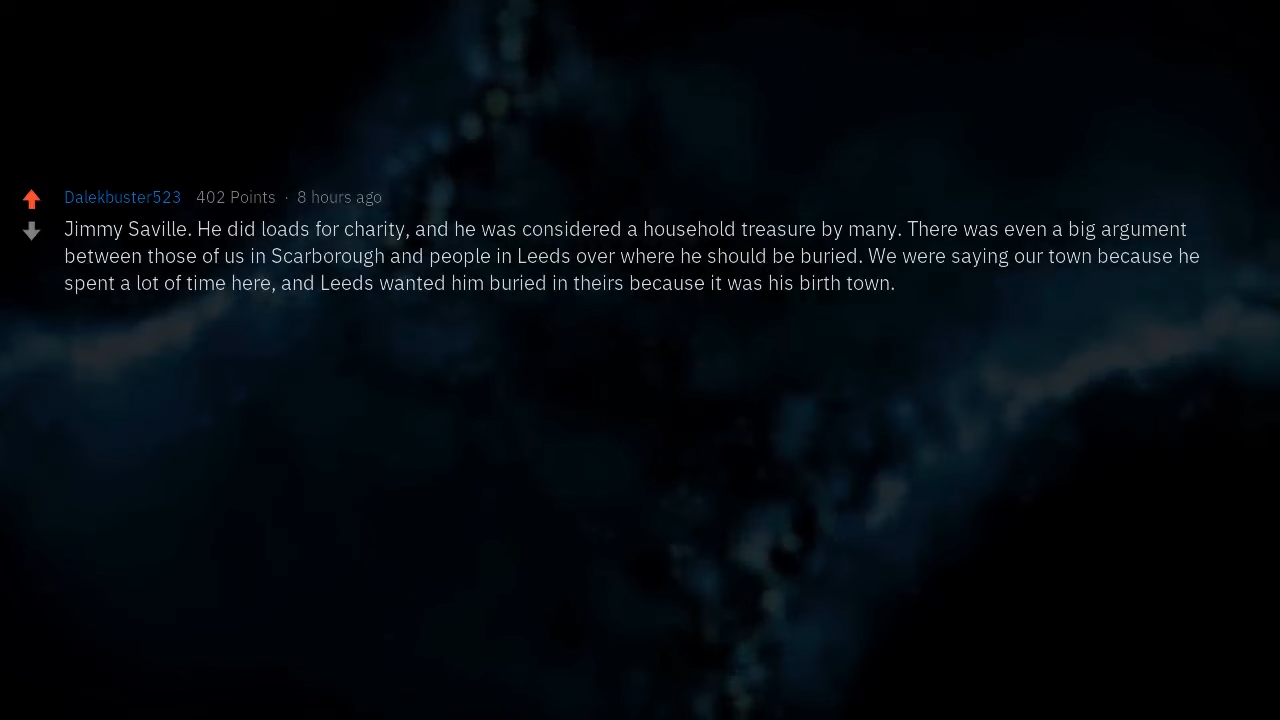 Dalekbuster523 402 Points · 8 hours ago
Jimmy Saville. He did loads for charity, and he was considered a household treasure by many. There was even a big argument
between those of us in Scarborough and people in Leeds over where he should be buried. We were saying our town because he
spent a lot of time here, and Leeds wanted him buried in theirs because it was his birth town.